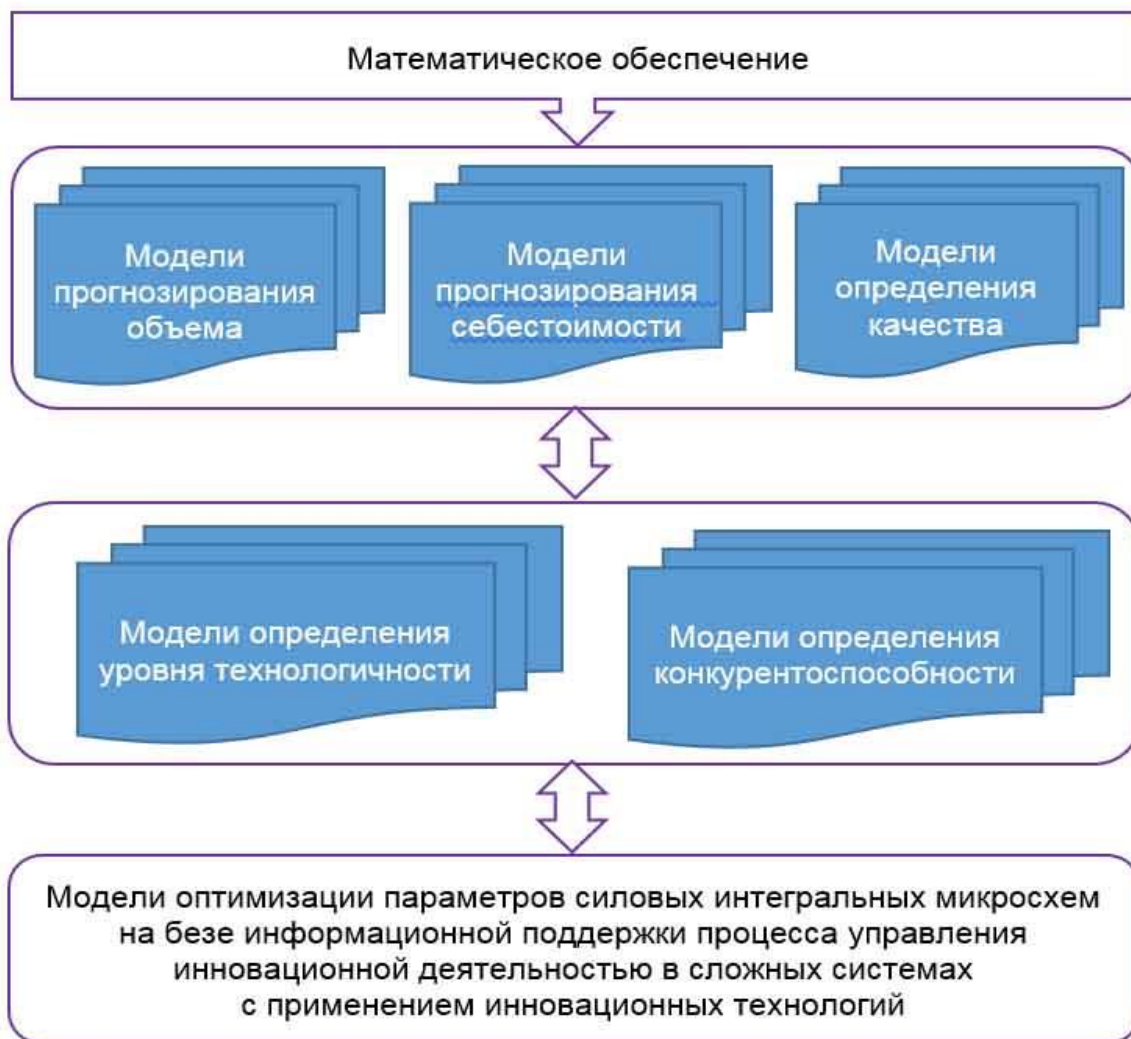 Математическое обеспечение
Модели
прогнозирования
объема
Модели
прогнозирования
себестоимости
Модели
определения
качества
Модели определения
уровня технологичности
Модели определения
конкурентоспособности
Модели оптимизации параметров силовых интегральных микросхем
на безе информационной поддержки процесса управления
инновационной деятельностью в сложных системах
с применением инновационных технологий